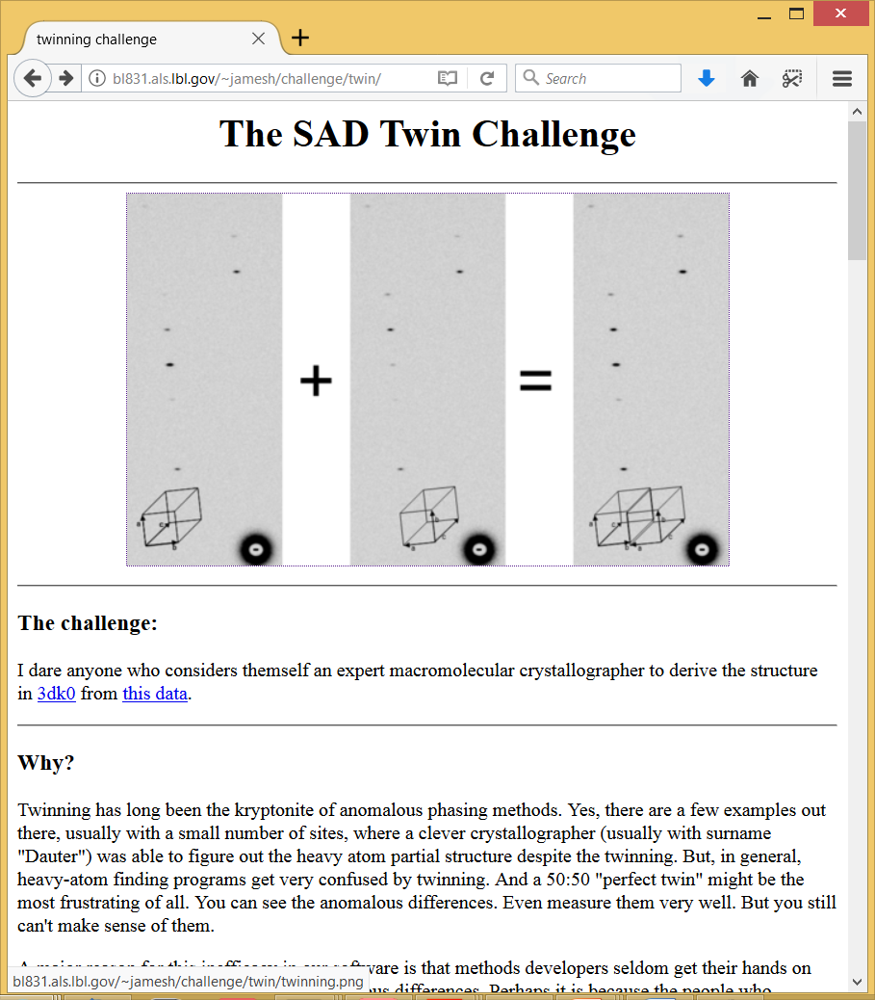 twinning challenge
bl831.als.lbl.gov/~jamesh/challenge/twin/
Search
The SAD Twin Challenge
+
=
a
c
b
b
c
a
a
c
b
b
c
a
The challenge:
I dare anyone who considers themself an expert macromolecular crystallographer to derive the structure
in 3dk0 from this data.
Why?
Twinning has long been the kryptonite of anomalous phasing methods. Yes, there are a few examples out
there, usually with a small number of sites, where a clever crystallographer (usually with surname
"Dauter") was able to figure out the heavy atom partial structure despite the twinning. But, in general,
heavy-atom finding programs get very confused by twinning. And a 50:50 "perfect twin" might be the
most frustrating of all. You can see the anomalous differences. Even measure them very well. But you still
can't make sense of them.
A major reason for this inefficacy in our software is that methods developers seldom get their hands on
bl831.als.lbl.gov/~jamesh/challenge/twin/twinning.png
us differences. Perhaps it is because the people who